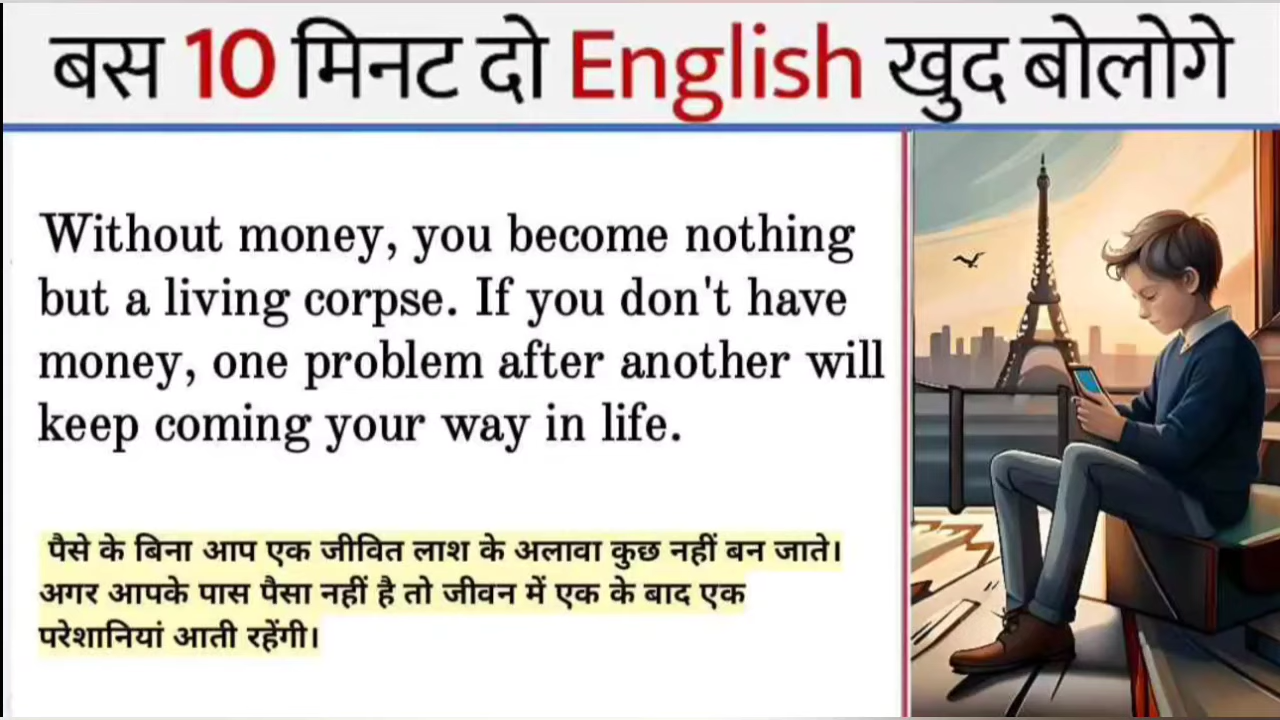 बस 10 मिनट दो English खुद बोलोगे
Without money, you become nothing
but a living corpse. If you don't have
money, one problem after another will
keep coming your way in life.
पैसे के बिना आप एक जीवित लाश के अलावा कुछ नहीं बन जाते।
अगर आपके पास पैसा नहीं है तो जीवन में एक के बाद एक
परेशानियां आती रहेंगी।